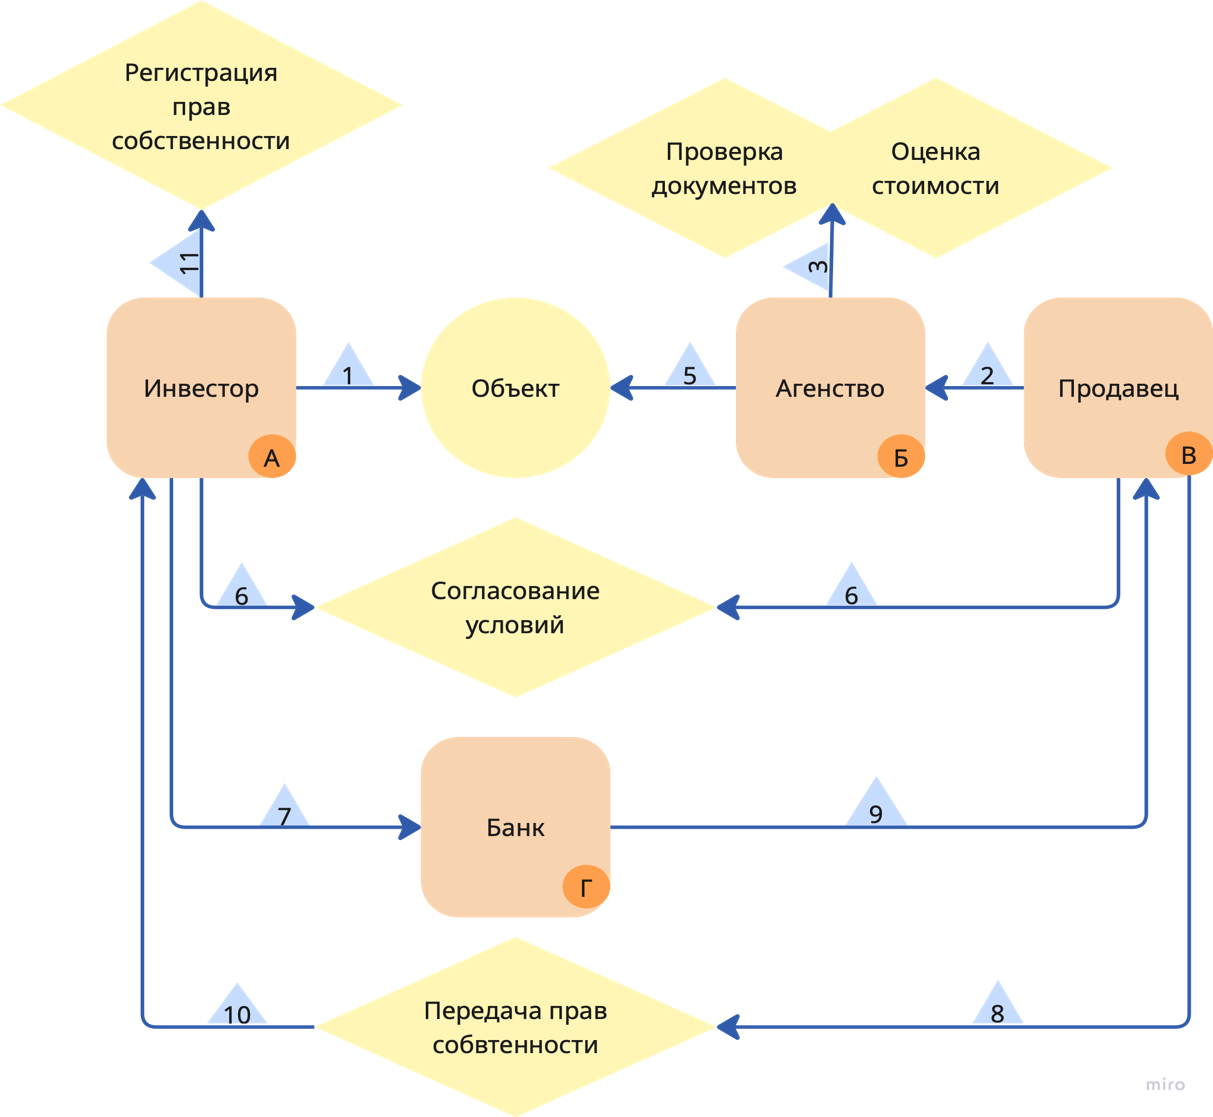 Регистрация
прав
собственности
Проверка
документов
Оценка
стоимости
11
3
Инвестор
А
1
Объект
5
Агенство
Б
2
Продавец
В
6
Согласование
условий
6
7
Банк
Г
9
10
Передача прав
собвтенности
8
miro